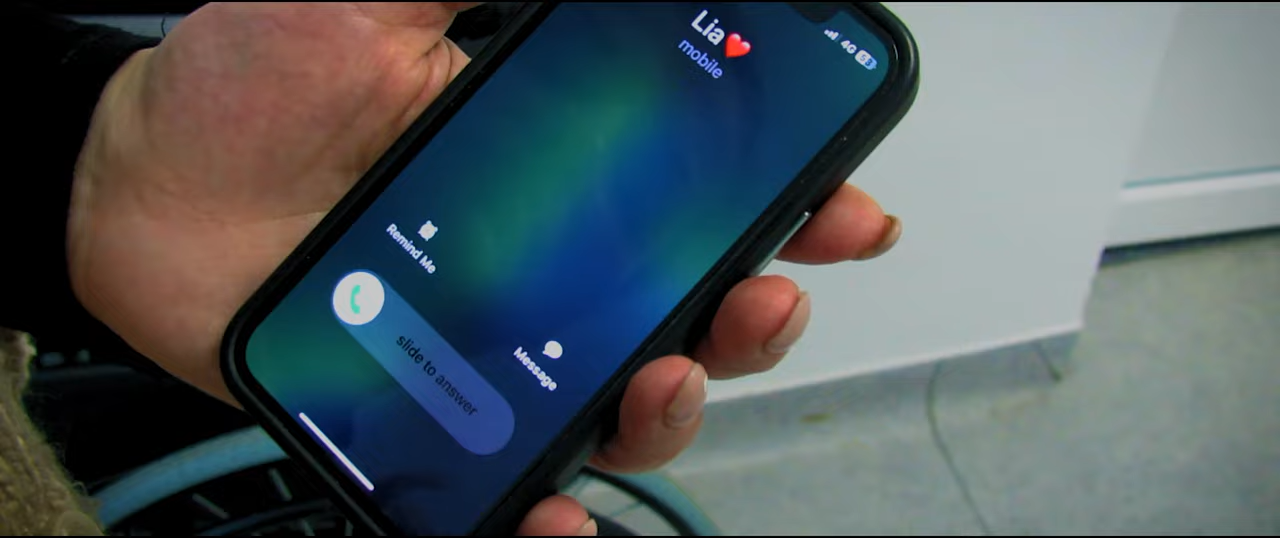 Lia❤️
mobile
4G
Remind Me
Message
slide to answer